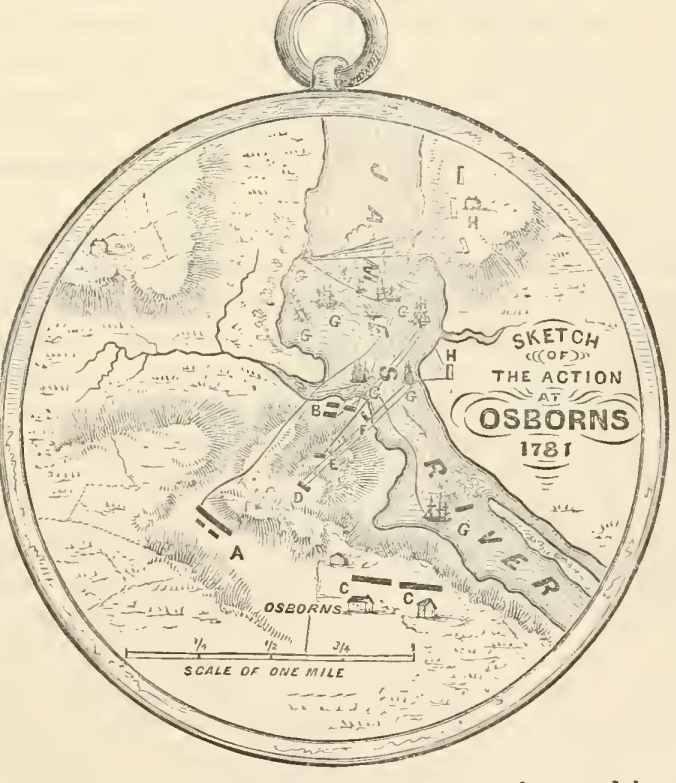 JAMES
RIVER
H
H
G
G
G
G
G
G
SKETCH
OF
THE ACTION
AT
OSBORNS
1781
B
F
E
D
A
C
C
OSBORNS
1/4 1/2 3/4 1
SCALE OF ONE MILE